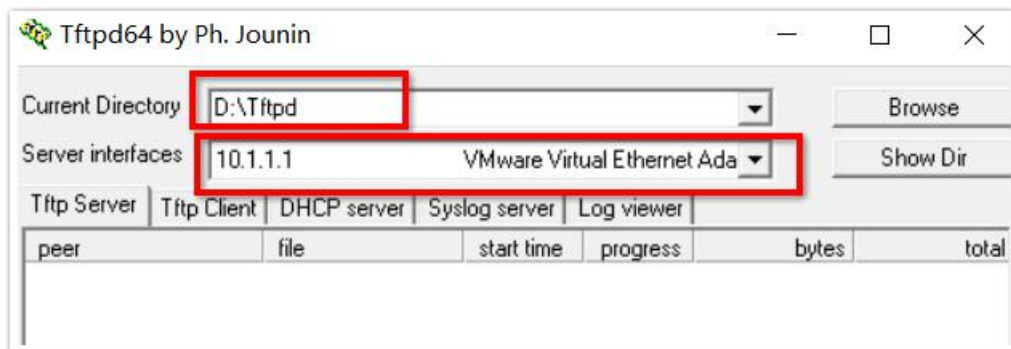 Tftpd64 by Ph. Jounin
Current Directory D:\Tftpd Browse
Server interfaces 10.1.1.1 VMware Virtual Ethernet Ada Show Dir
Tftp Server Tftp Client DHCP server Syslog server Log viewer
peer file start time progress bytes total